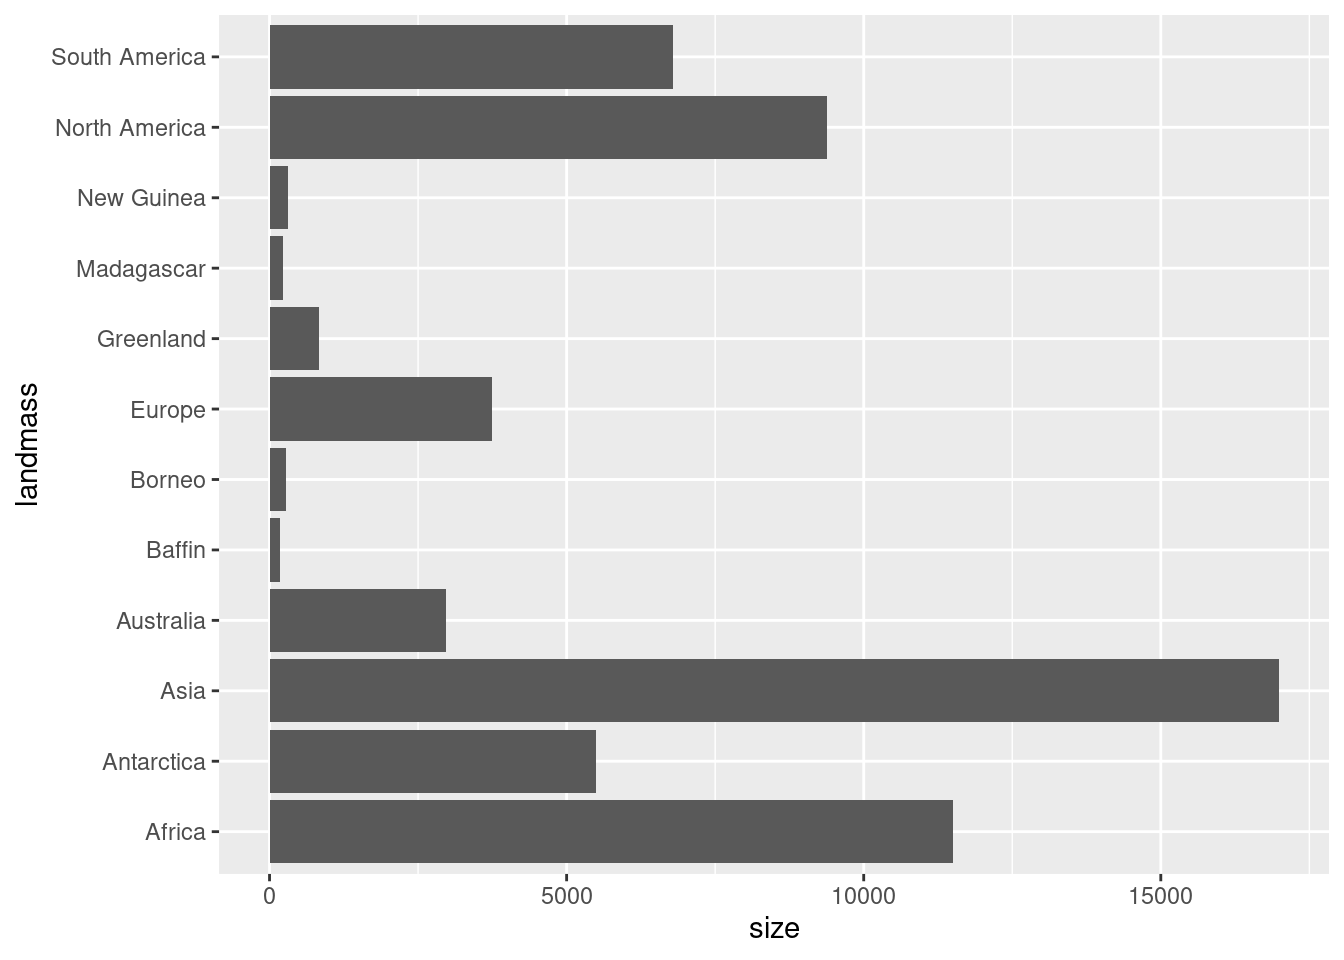 South America
North America
New Guinea
Madagascar
Greenland
Europe
Borneo
Baffin
Australia
Asia
Antarctica
Africa
landmass
0 5000 10000 15000
size